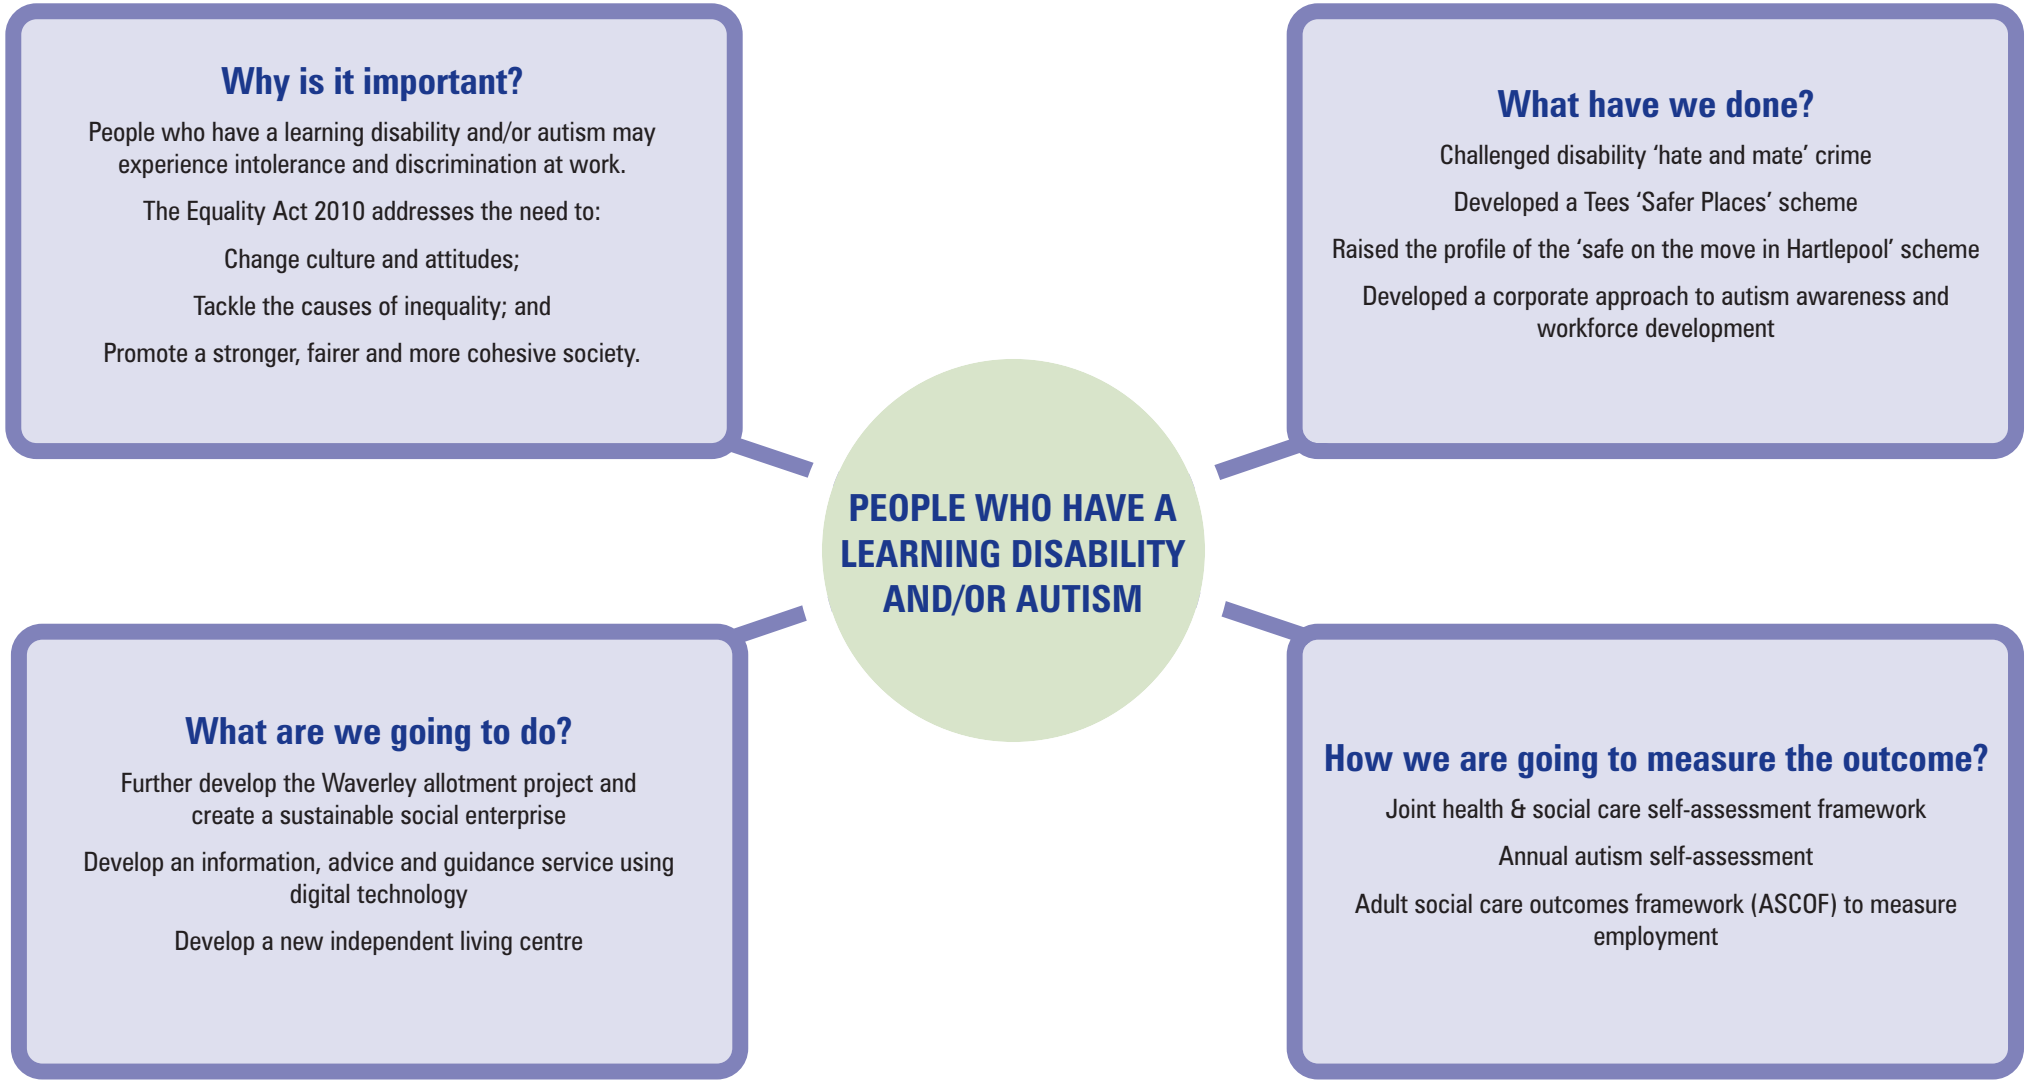 Why is it important?
People who have a learning disability and/or autism may
experience intolerance and discrimination at work.
The Equality Act 2010 addresses the need to:
Change culture and attitudes;
Tackle the causes of inequality; and
Promote a stronger, fairer and more cohesive society.
What have we done?
Challenged disability ‘hate and mate’ crime
Developed a Tees ‘Safer Places’ scheme
Raised the profile of the ‘safe on the move in Hartlepool’ scheme
Developed a corporate approach to autism awareness and
workforce development
PEOPLE WHO HAVE A
LEARNING DISABILITY
AND/OR AUTISM
What are we going to do?
Further develop the Waverley allotment project and
create a sustainable social enterprise
Develop an information, advice and guidance service using
digital technology
Develop a new independent living centre
How we are going to measure the outcome?
Joint health & social care self-assessment framework
Annual autism self-assessment
Adult social care outcomes framework (ASCOF) to measure
employment